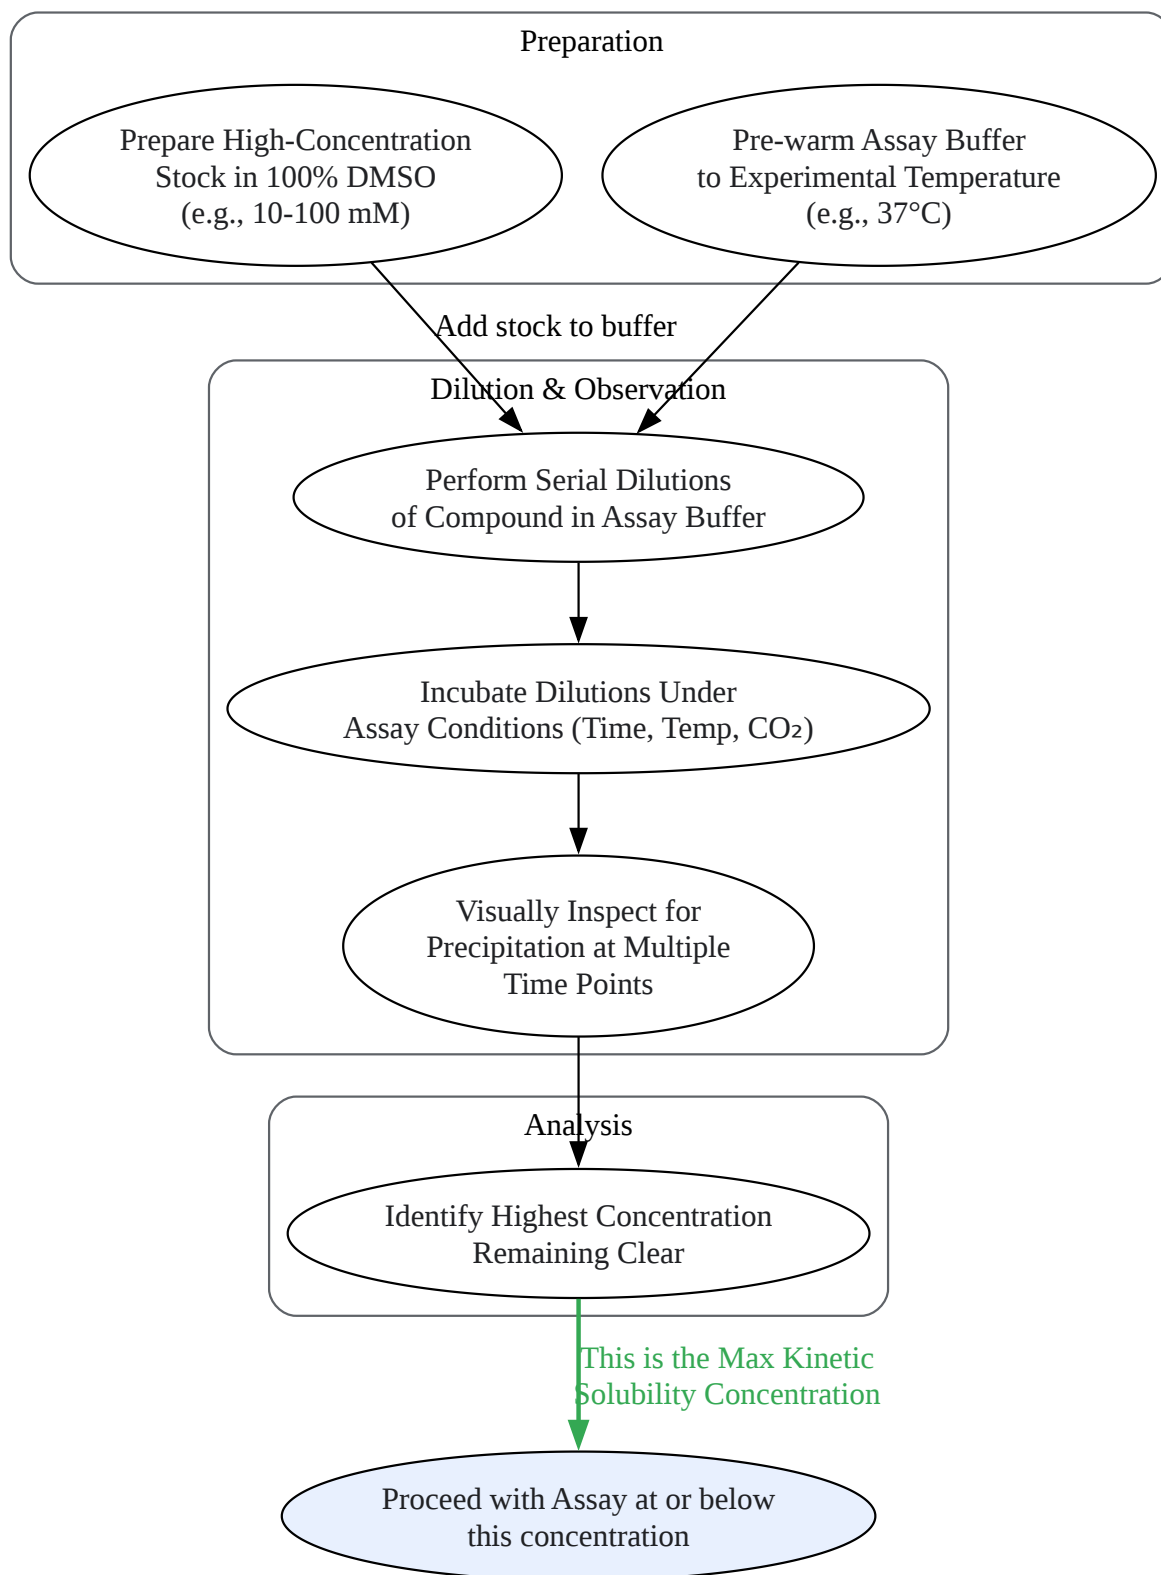 Preparation
Prepare High-Concentration
Stock in 100% DMSO
(e.g., 10-100 mM)
Pre-warm Assay Buffer
to Experimental Temperature
(e.g., 37°C)
Add stock to buffer
Dilution & Observation
Perform Serial Dilutions
of Compound in Assay Buffer
Incubate Dilutions Under
Assay Conditions (Time, Temp, CO₂)
Visually Inspect for
Precipitation at Multiple
Time Points
Analysis
Identify Highest Concentration
Remaining Clear
This is the Max Kinetic
Solubility Concentration
Proceed with Assay at or below
this concentration